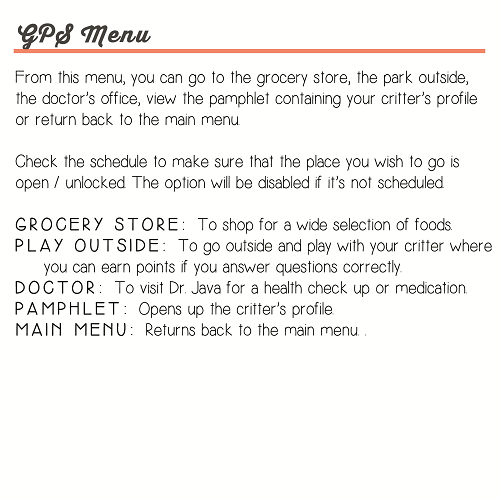 GPS Menu
From this menu, you can go to the grocery store, the park outside,
the doctor's office, view the pamphlet containing your critter's profile
or return back to the main menu.
Check the schedule to make sure that the place you wish to go is
open / unlocked. The option will be disabled if it's not scheduled.
GROCERY STORE: To shop for a wide selection of foods.
PLAY OUTSIDE: To go outside and play with your critter where
you can earn points if you answer questions correctly.
DOCTOR: To visit Dr. Java for a health check up or medication.
PAMPHLET: Opens up the critter's profile.
MAIN MENU: Returns back to the main menu. .